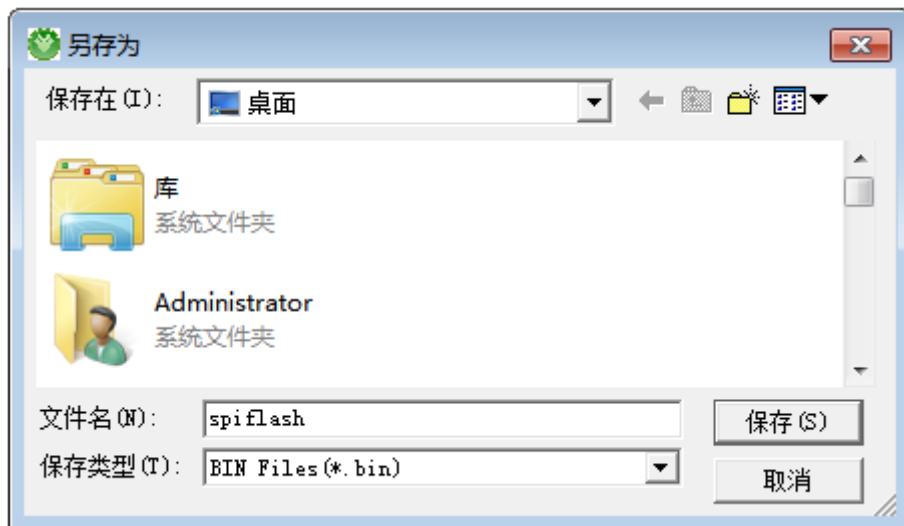 另存为
保存在(I): 桌面
库
系统文件夹
Administrator
系统文件夹
文件名(N): spiflash 保存(S)
保存类型(T): BIN Files(*.bin) 取消